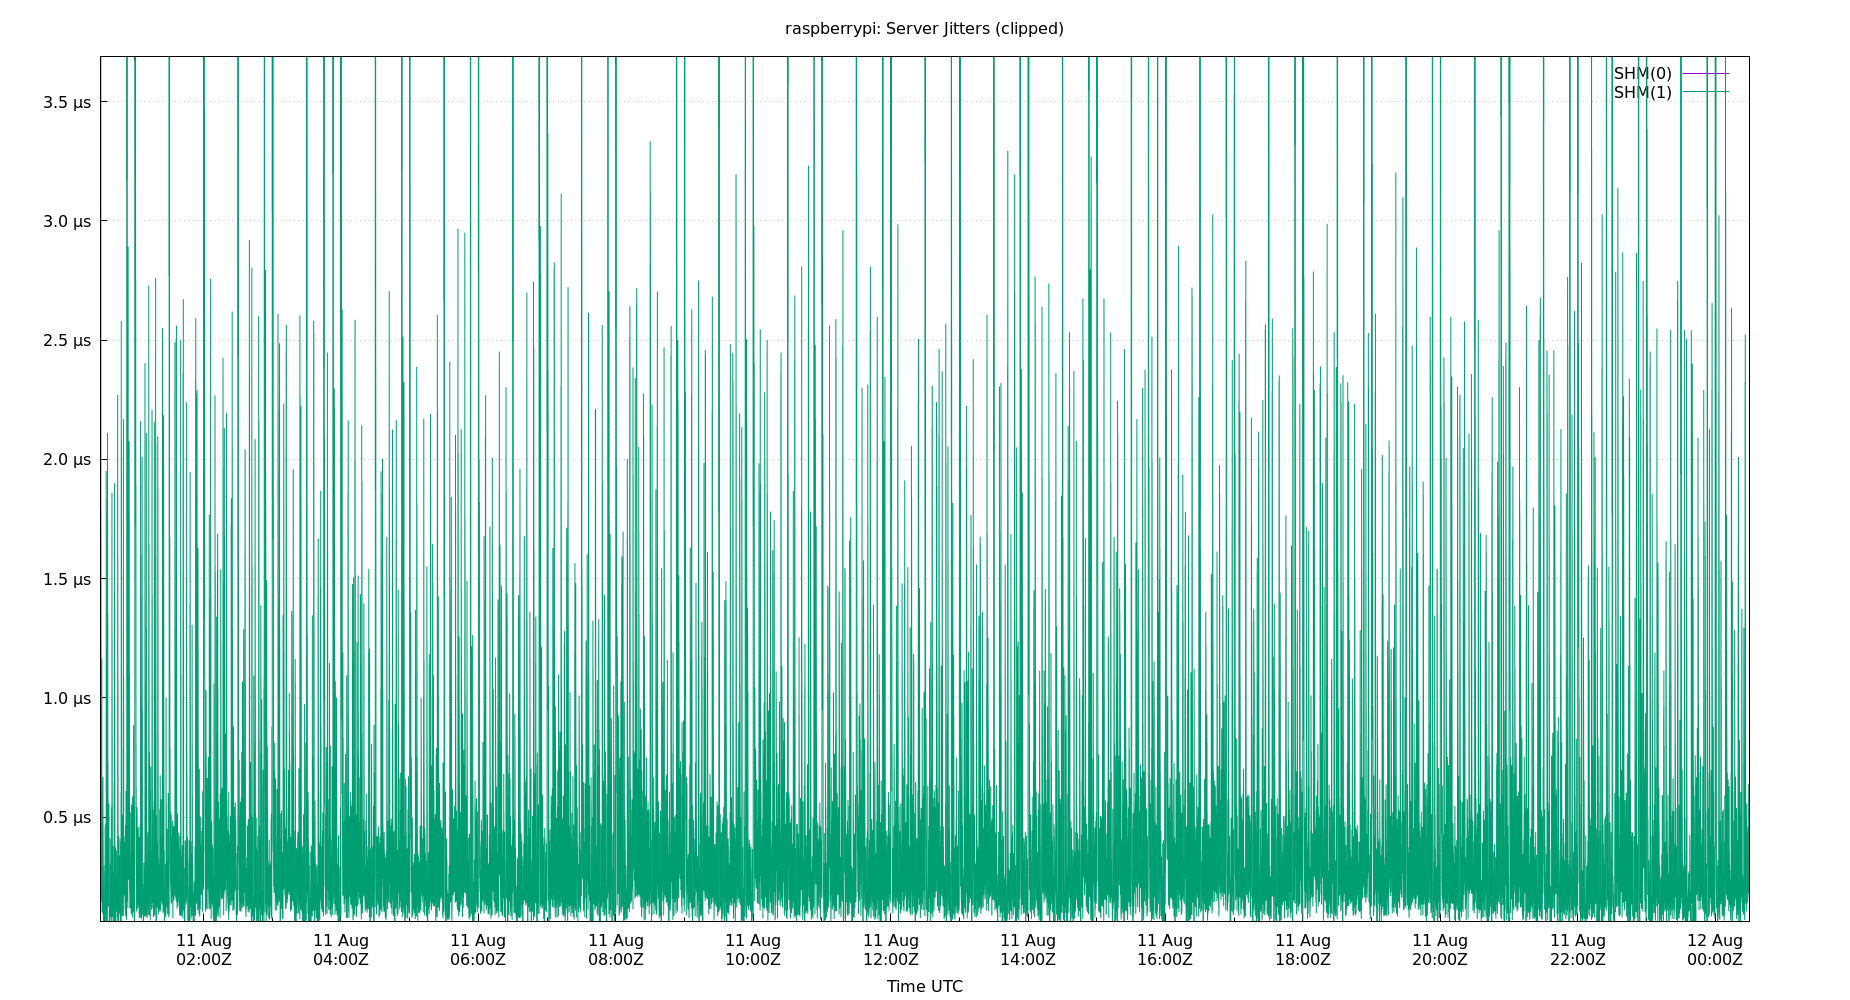 raspberrypi: Server Jitters (clipped)
SHM(0)
SHM(1)
3.5 µs
3.0 µs
2.5 µs
2.0 µs
1.5 µs
1.0 µs
0.5 µs
11 Aug 11 Aug 11 Aug 11 Aug 11 Aug 11 Aug 11 Aug 11 Aug 11 Aug 11 Aug 11 Aug 12 Aug
02:00Z 04:00Z 06:00Z 08:00Z 10:00Z 12:00Z 14:00Z 16:00Z 18:00Z 20:00Z 22:00Z 00:00Z
Time UTC